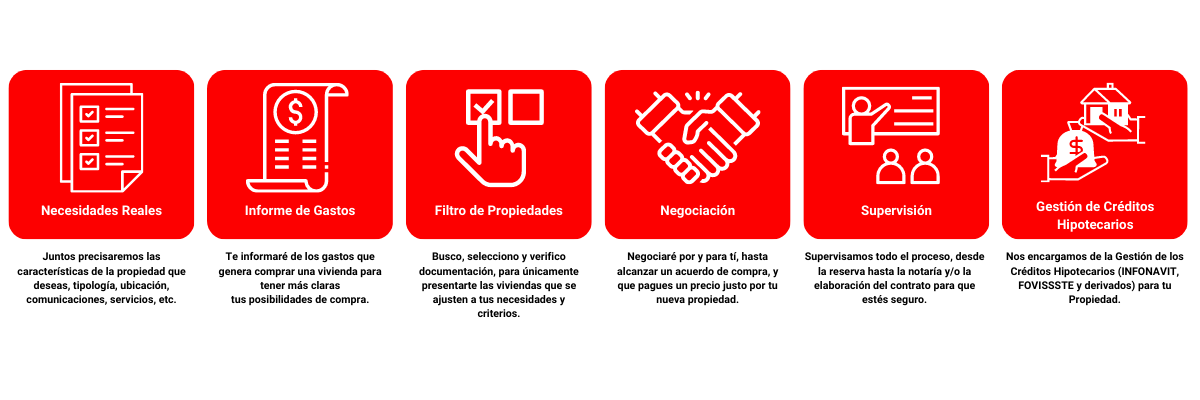 Necesidades Reales
Juntos precisaremos las
características de la propiedad que
deseas, tipología, ubicación,
comunicaciones, servicios, etc.
$
Informe de Gastos
Te informaré de los gastos que
genera comprar una vivienda para
tener más claras
tus posibilidades de compra.
Filtro de Propiedades
Busco, selecciono y verifico
documentación, para únicamente
presentarte las viviendas que se
ajusten a tus necesidades y
criterios.
Negociación
Negociaré por y para tí, hasta
alcanzar un acuerdo de compra, y
que pagues un precio justo por tu
nueva propiedad.
Supervisión
Supervisamos todo el proceso, desde
la reserva hasta la notaría y/o la
elaboración del contrato para que
estés seguro.
$
Gestión de Créditos
Hipotecarios
Nos encargamos de la Gestión de los
Créditos Hipotecarios (INFONAVIT,
FOVISSSTE y derivados) para tu
Propiedad.